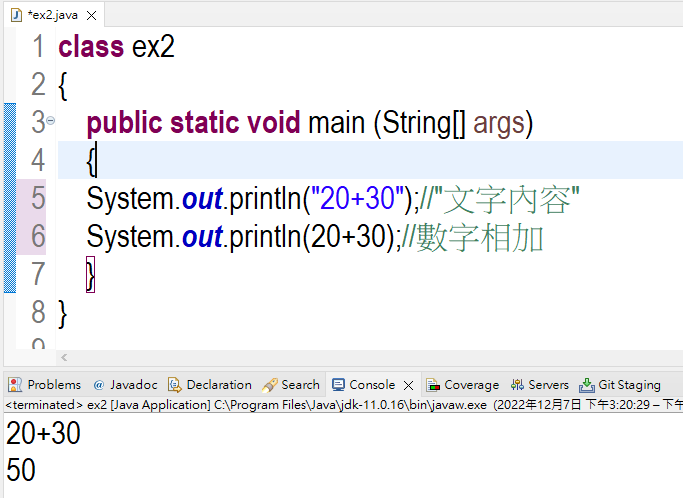 *ex2.java
1 class ex2
2 {
3 public static void main (String[] args)
4 {
5 System.out.println("20+30");//"文字內容"
6 System.out.println(20+30);//數字相加
7 }
8 }
9
Problems @ Javadoc Declaration Search Console Coverage Servers Git Staging
<terminated> ex2 [Java Application] C:\Program Files\Java\jdk-11.0.16\bin\javaw.exe (2022年12月7日 下午3:20:29 – 下午
20+30
50